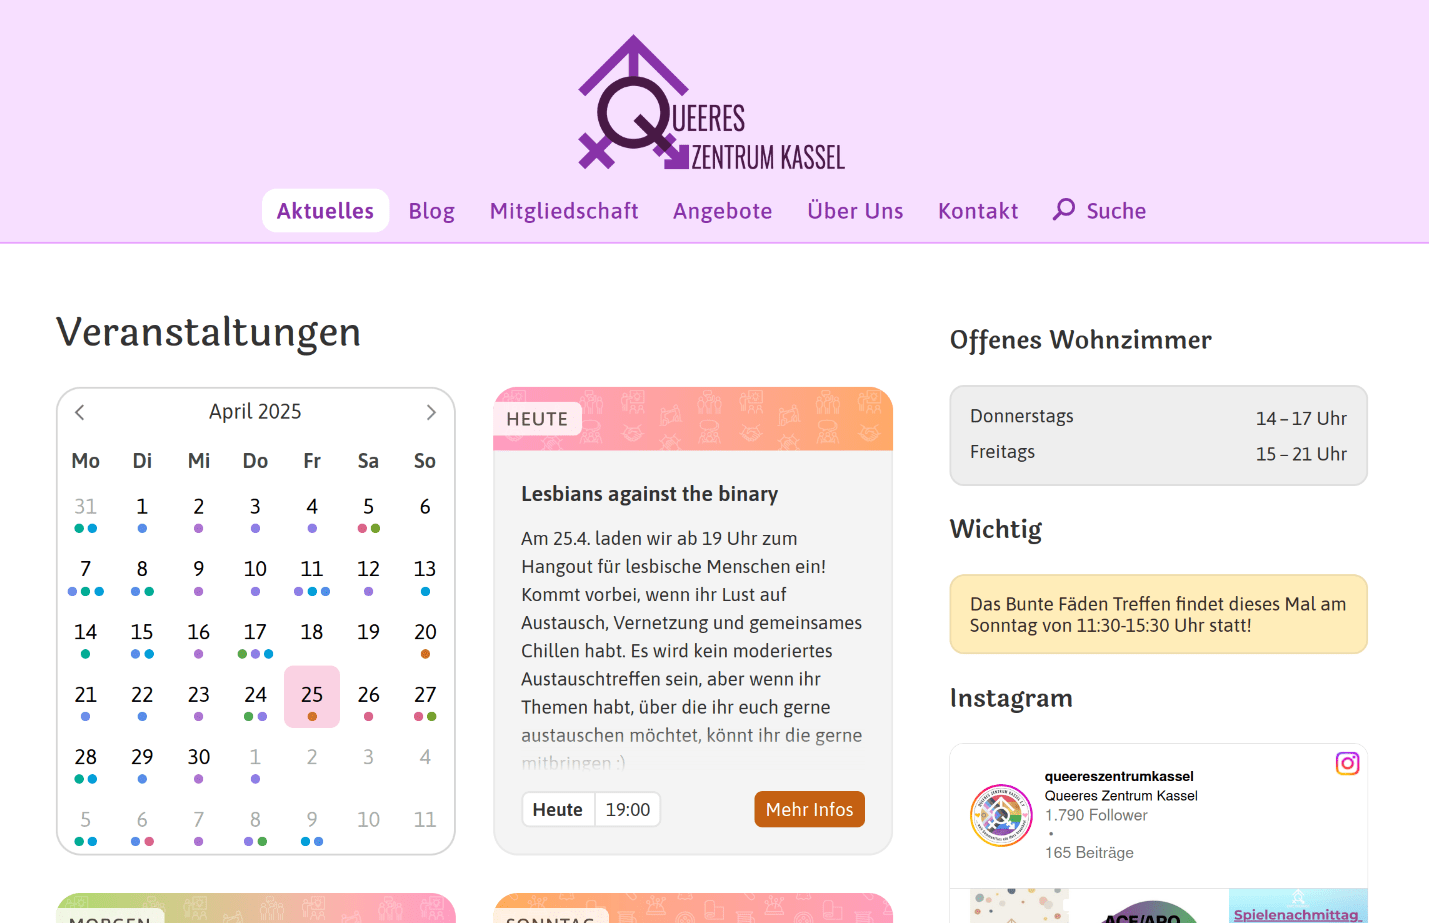 QUEERES
ZENTRUM KASSEL
Aktuelles
Blog
Mitgliedschaft
Angebote
Über Uns
Kontakt
Suche
Veranstaltungen
April 2025
Mo Di Mi Do Fr Sa So
31 1 2 3 4 5 6
7 8 9 10 11 12 13
14 15 16 17 18 19 20
21 22 23 24 25 26 27
28 29 30 1 2 3 4
5 6 7 8 9 10 11
HEUTE
Lesbians against the binary
Am 25.4. laden wir ab 19 Uhr zum
Hangout für lesbische Menschen ein!
Kommt vorbei, wenn ihr Lust auf
Austausch, Vernetzung und gemeinsames
Chillen habt. Es wird kein moderiertes
Austauschtreffen sein, aber wenn ihr
Themen habt, über die ihr euch gerne
austauschen möchtet, könnt ihr die gerne
mitbringen ;)
Heute 19:00
Mehr Infos
MORGEN
SONNTAG
Offenes Wohnzimmer
Donnerstags 14 – 17 Uhr
Freitags 15 – 21 Uhr
Wichtig
Das Bunte Fäden Treffen findet dieses Mal am
Sonntag von 11:30-15:30 Uhr statt!
Instagram
queereszentrumkassel
Queeres Zentrum Kassel
1.790 Follower
•
165 Beiträge
ACE/ARO
Spielenachmittag